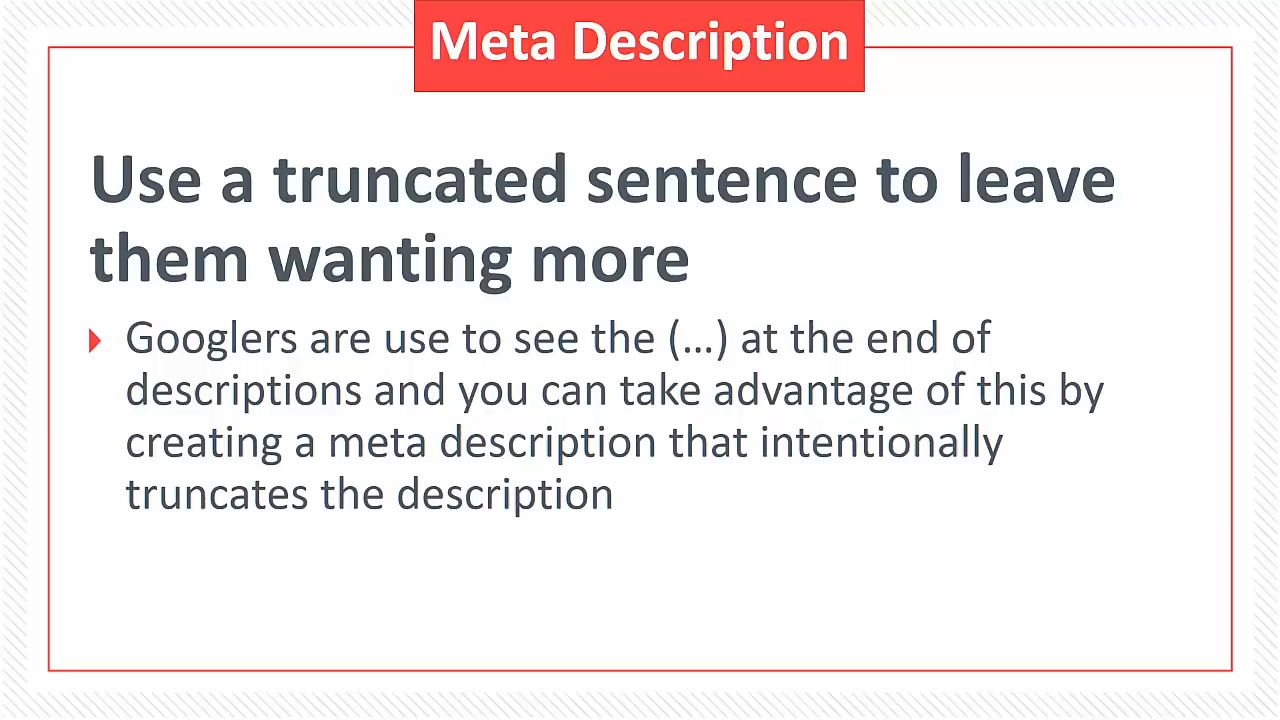 Meta Description
Use a truncated sentence to leave
them wanting more
Googlers are use to see the (...) at the end of
descriptions and you can take advantage of this by
creating a meta description that intentionally
truncates the description